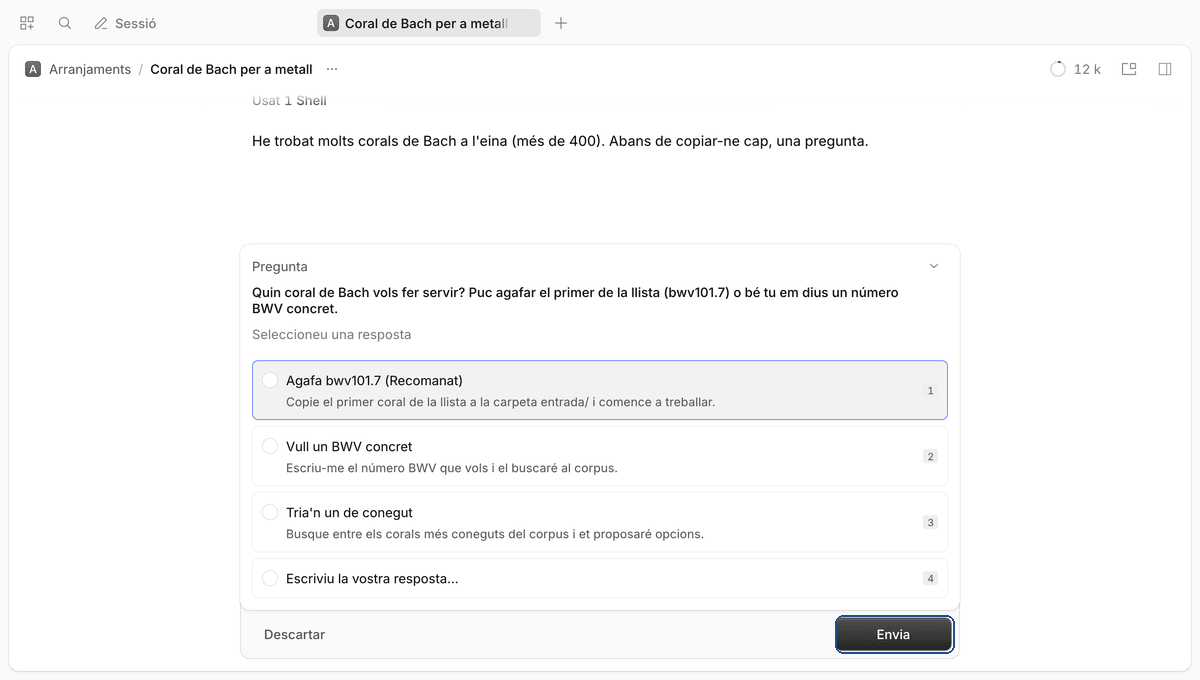 Sessió
A Coral de Bach per a metall
A Arranjaments / Coral de Bach per a metall ...
12 k
Usat 1 Shell
He trobat molts corals de Bach a l'eina (més de 400). Abans de copiar-ne cap, una pregunta.
Pregunta
Quin coral de Bach vols fer servir? Puc agafar el primer de la llista (bwv101.7) o bé tu em dius un número
BWV concret.
Seleccioneu una resposta
Agafa bwv101.7 (Recomanat)
1
Copie el primer coral de la llista a la carpeta entrada/ i comence a treballar.
Vull un BWV concret
2
Escriu-me el número BWV que vols i el buscaré al corpus.
Tria'n un de conegut
3
Busque entre els corals més coneguts del corpus i et proposaré opcions.
Escriviu la vostra resposta...
4
Descartar
Envia